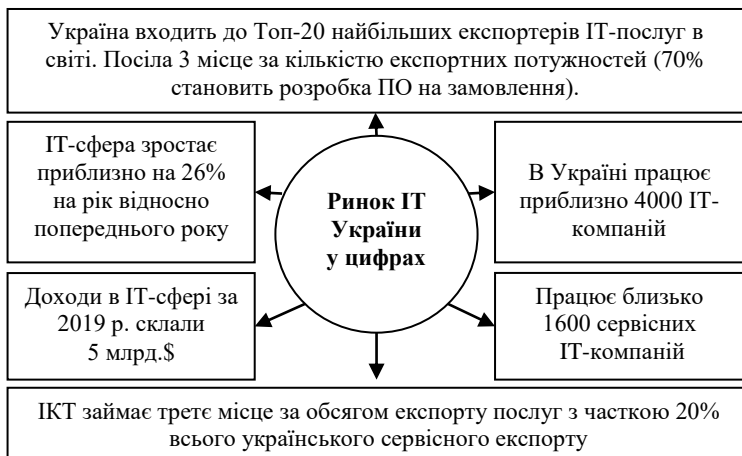 Україна входить до Топ-20 найбільших експортерів ІТ-послуг в
світі. Посіла 3 місце за кількістю експортних потужностей (70%
становить розробка ПО на замовлення).
ІТ-сфера зростає
приблизно на 26%
на рік відносно
попереднього року
Ринок ІТ
України
у цифрах
В Україні працює
приблизно 4000 ІТ-
компаній
Доходи в ІТ-сфері за
2019 р. склали
5 млрд.$
Працює близько
1600 сервісних
ІТ-компаній
ІКТ займає третє місце за обсягом експорту послуг з часткою 20%
всього українського сервісного експорту